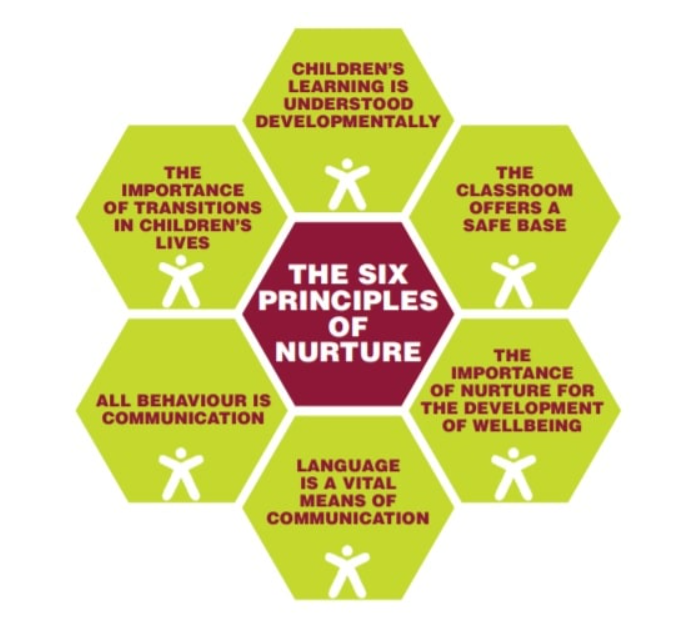 CHILDREN'S
LEARNING IS
UNDERSTOOD
DEVELOPMENTALLY
THE
CLASSROOM
OFFERS A
SAFE BASE
THE
IMPORTANCE
OF NURTURE FOR
THE DEVELOPMENT
OF WELLBEING
LANGUAGE
IS A VITAL
MEANS OF
COMMUNICATION
ALL BEHAVIOUR IS
COMMUNICATION
THE
IMPORTANCE
OF TRANSITIONS
IN CHILDREN'S
LIVES
THE SIX
PRINCIPLES
OF
NURTURE